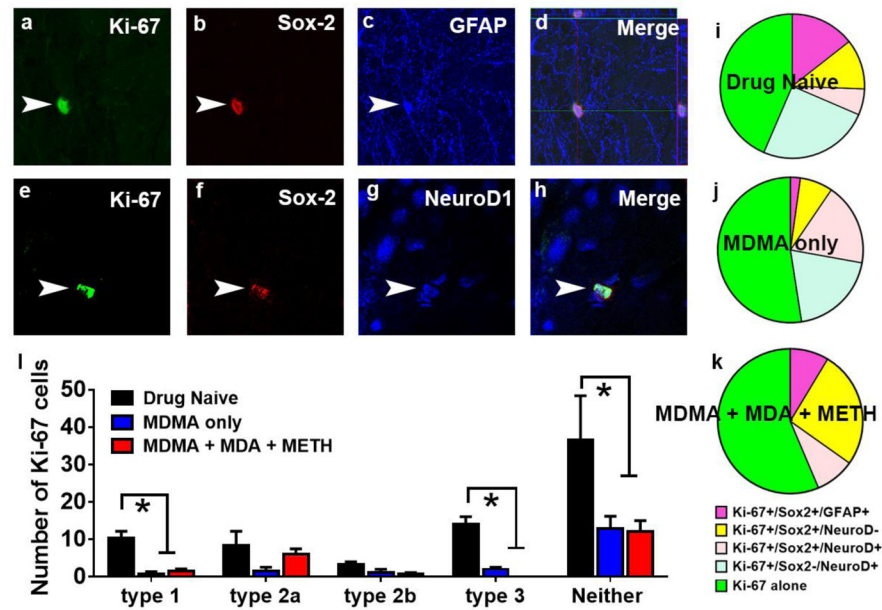 a Ki-67
b Sox-2
c GFAP
d Merge
e Ki-67
f Sox-2
g NeuroD1
h Merge
i
Drug Naive
j
MDMA only
k
MDMA + MDA + METH
Ki-67+/Sox2+/GFAP+
Ki-67+/Sox2+/NeuroD-
Ki-67+/Sox2+/NeuroD+
Ki-67+/Sox2-/NeuroD+
Ki-67 alone
l
Number of Ki-67 cells
50
40
30
20
10
0
Drug Naive
MDMA only
MDMA + MDA + METH
*
*
*
type 1 type 2a type 2b type 3 Neither